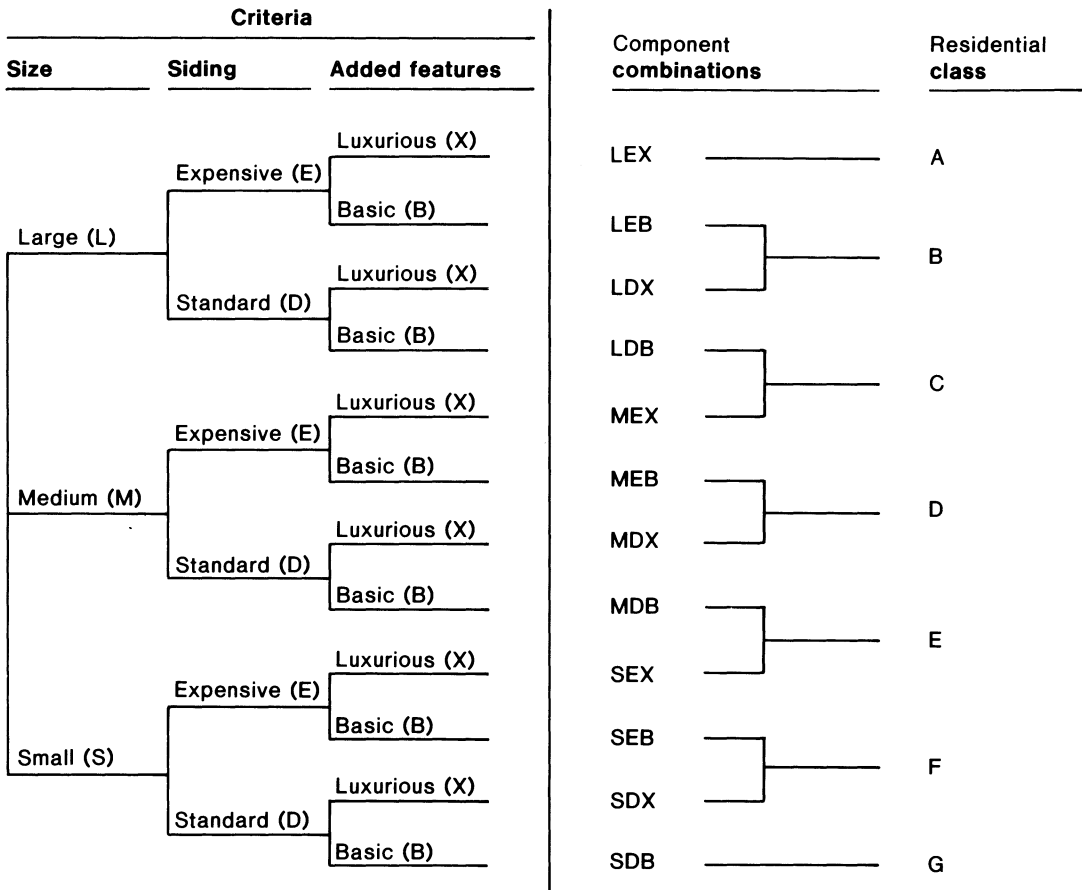 Criteria
Size Siding Added features
Component combinations
Residential class
Luxurious (X)
Expensive (E)
Basic (B)
Large (L)
Luxurious (X)
Standard (D)
Basic (B)
Luxurious (X)
Expensive (E)
Basic (B)
Medium (M)
Luxurious (X)
Standard (D)
Basic (B)
Luxurious (X)
Expensive (E)
Basic (B)
Small (S)
Luxurious (X)
Standard (D)
Basic (B)
LEX A
LEB
B
LDX
LDB
C
MEX
MEB
D
MDX
MDB
E
SEX
SEB
F
SDX
SDB G